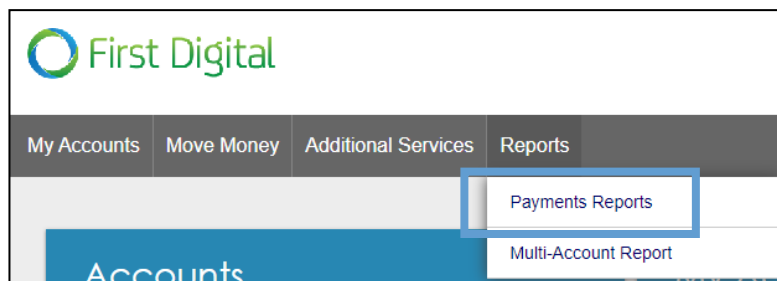 First Digital
My Accounts Move Money Additional Services Reports
Payments Reports
Multi-Account Report
Accounts